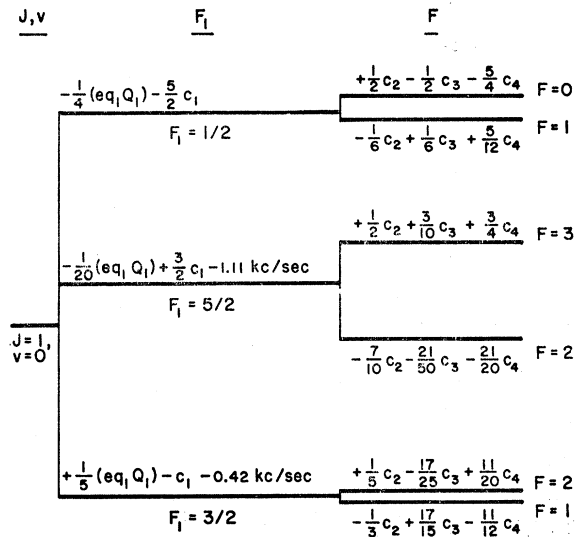 J,v F₁ F
-1/4 (eq₁Q₁) - 5/2 c₁
F₁ = 1/2
+1/2 c₂ - 1/2 c₃ - 5/4 c₄ F=0
-1/6 c₂ + 1/6 c₃ + 5/12 c₄ F=1
-1/20 (eq₁Q₁) + 3/2 c₁ -1.11 kc/sec
F₁ = 5/2
+1/2 c₂ + 3/10 c₃ + 3/4 c₄ F=3
-7/10 c₂ - 21/50 c₃ - 21/20 c₄ F=2
J=1,
v=0
+1/5 (eq₁Q₁) - c₁ -0.42 kc/sec
F₁ = 3/2
+1/5 c₂ - 17/25 c₃ + 11/20 c₄ F=2
-1/3 c₂ + 17/15 c₃ - 11/12 c₄ F=1